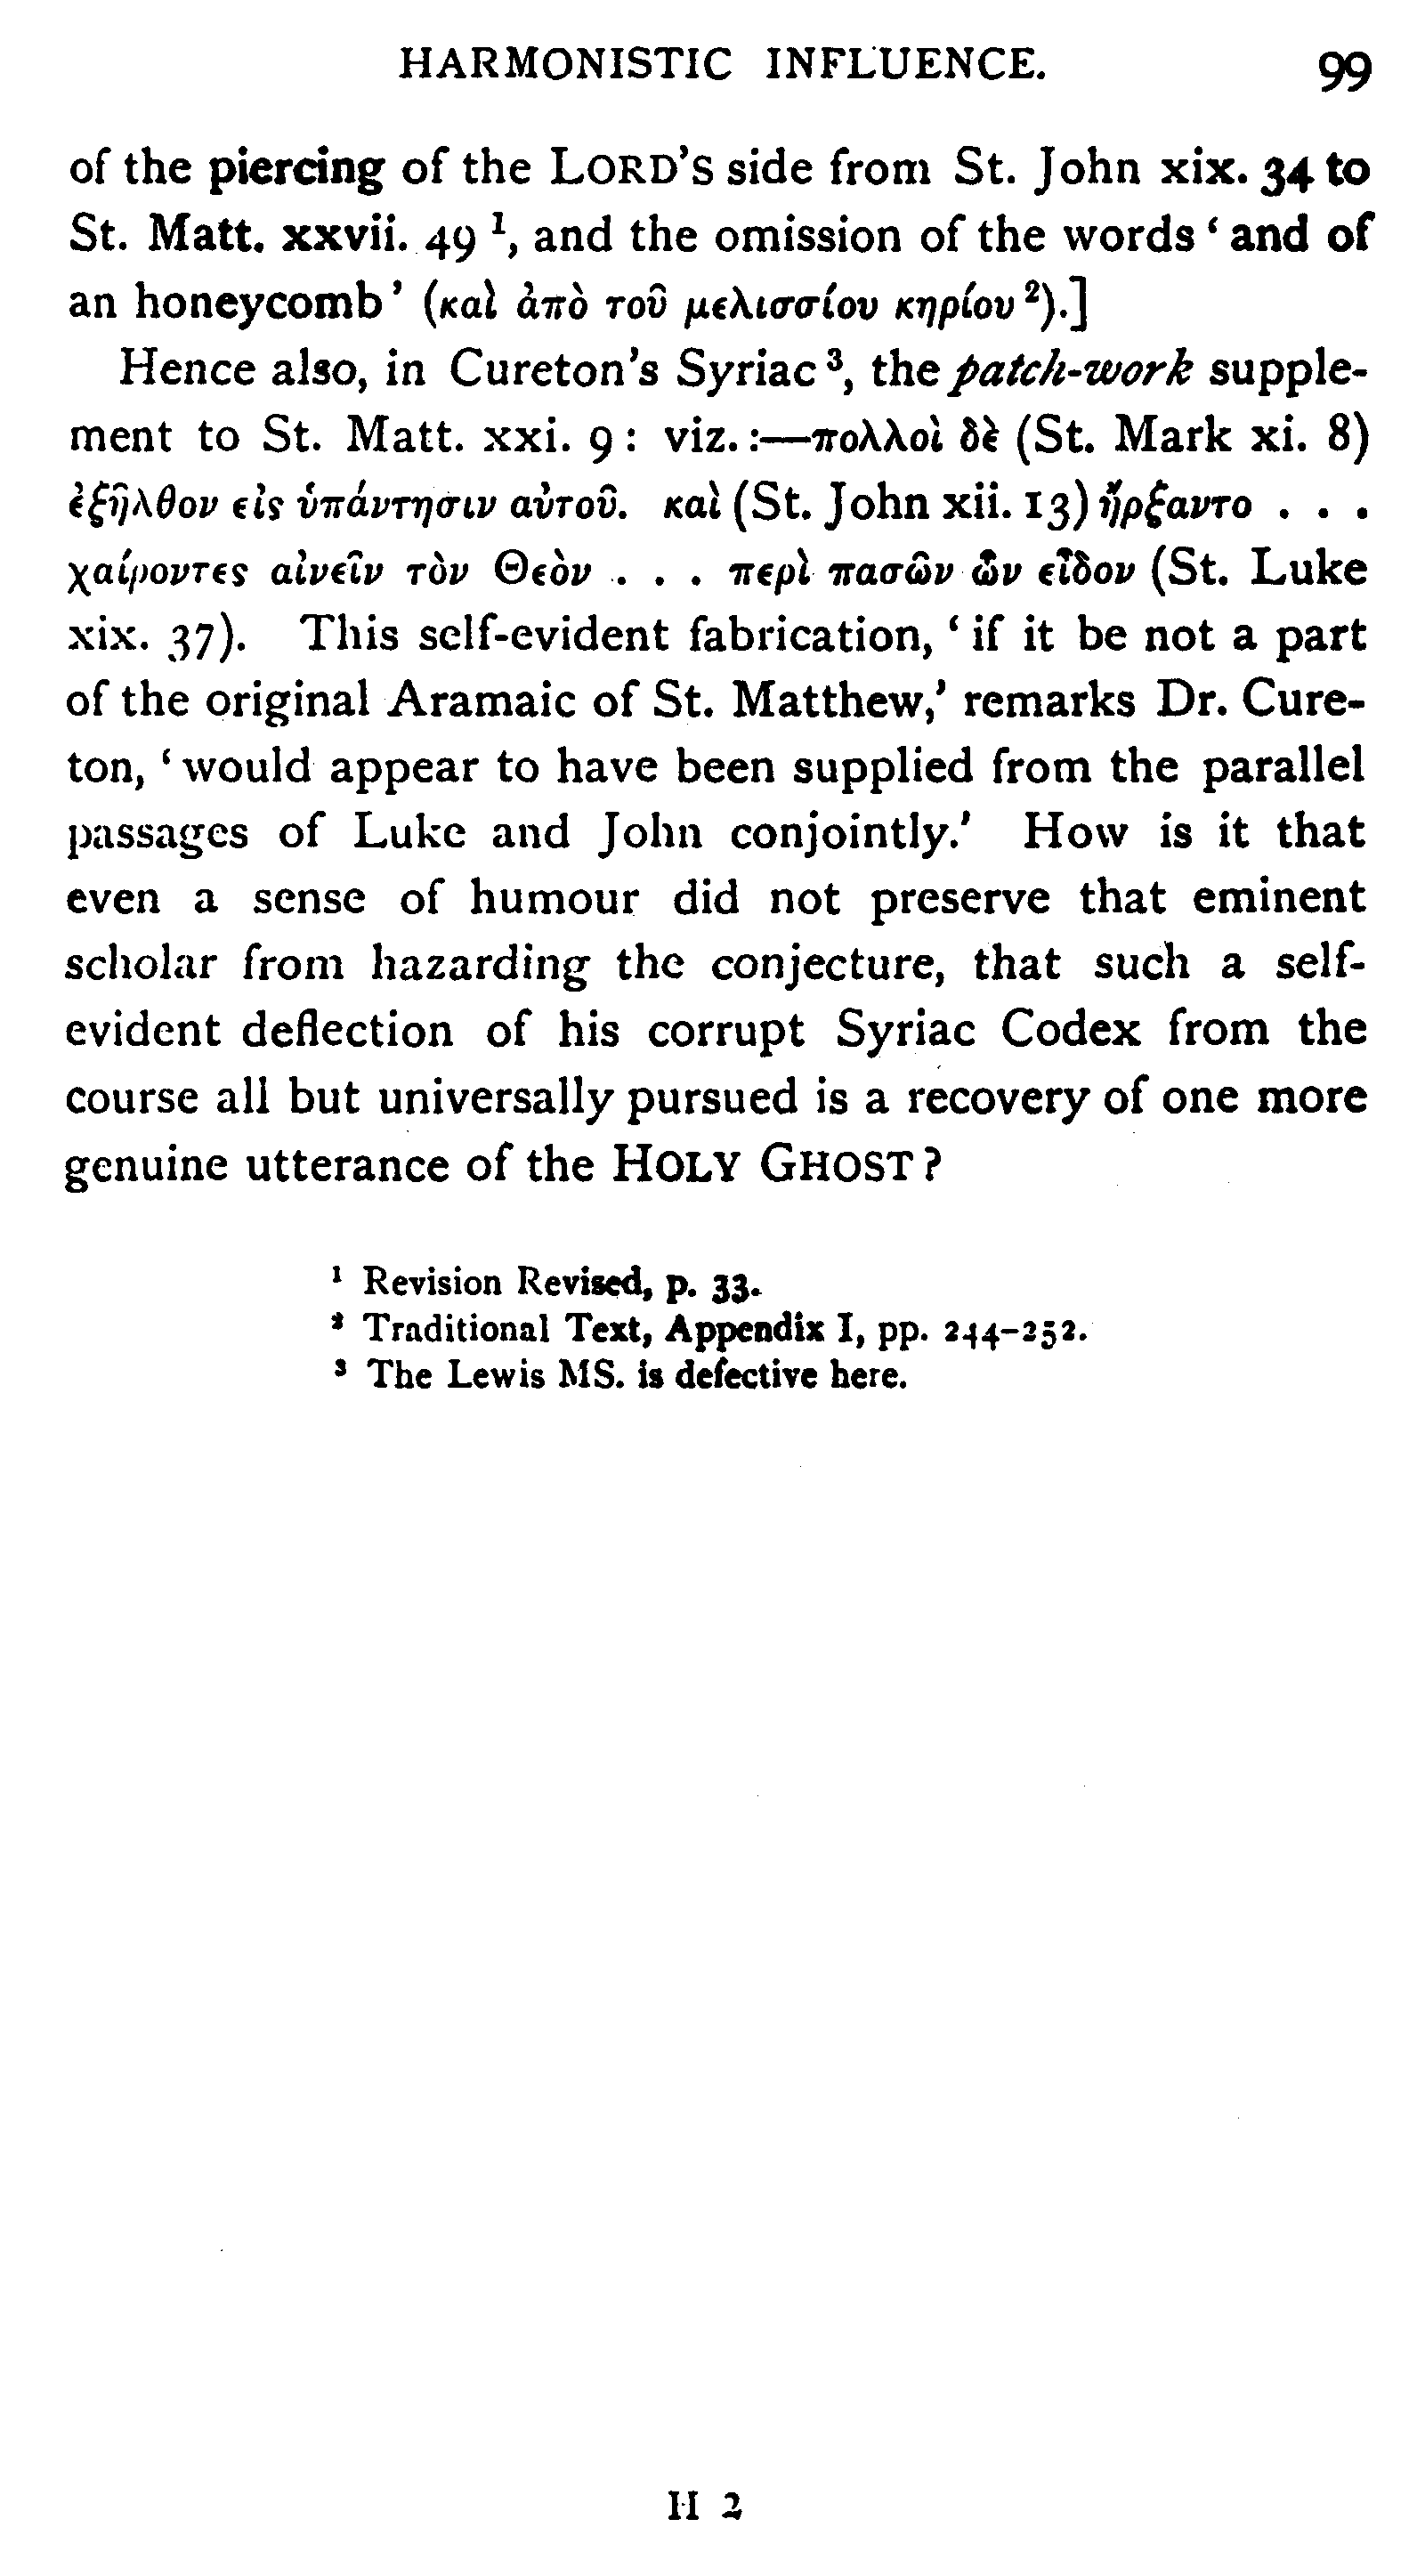 HARMONISTIC INFLUENCE. 99
of the piercing of the LORD'S side from St. John xix. 34 to
St. Matt. xxvii. 49 ¹, and the omission of the words ' and of
an honeycomb' (καὶ ἀπὸ τοῦ μελισσίου κηρίου ²).]
Hence also, in Cureton's Syriac ³, the patch-work supple-
ment to St. Matt. xxi. 9 : viz. :—πολλοὶ δὲ (St. Mark xi. 8)
ἐξῆλθον εἰς ὑπάντησιν αὐτοῦ. καὶ (St. John xii. 13) ἤρξαντο . . .
χαίροντες αἰνεῖν τὸν Θεὸν . . . περὶ πασῶν ὧν εἶδον (St. Luke
xix. 37). This self-evident fabrication, ' if it be not a part
of the original Aramaic of St. Matthew,' remarks Dr. Cure-
ton, ' would appear to have been supplied from the parallel
passages of Luke and John conjointly.' How is it that
even a sense of humour did not preserve that eminent
scholar from hazarding the conjecture, that such a self-
evident deflection of his corrupt Syriac Codex from the
course all but universally pursued is a recovery of one more
genuine utterance of the HOLY GHOST ?
¹ Revision Revised, p. 33.
² Traditional Text, Appendix I, pp. 244-252.
³ The Lewis MS. is defective here.
H 2